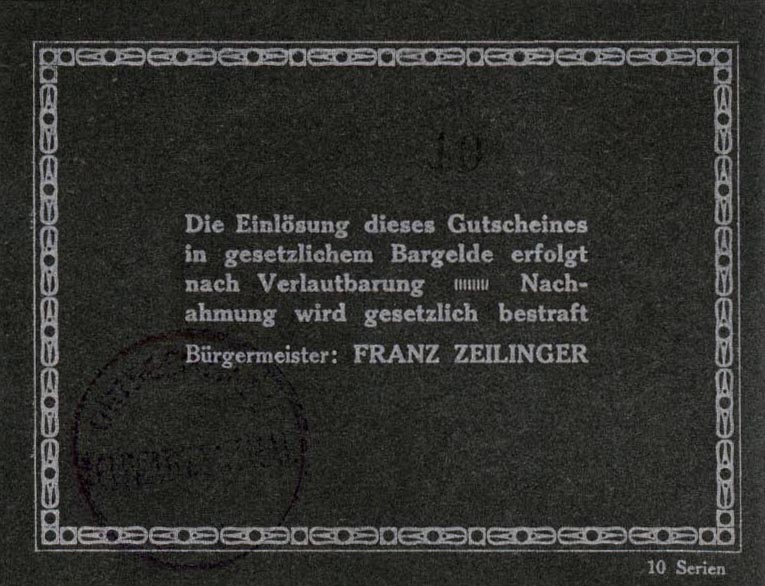 10
Die Einlösung dieses Gutscheines
in gesetzlichem Bargelde erfolgt
nach Verlautbarung Nach-
ahmung wird gesetzlich bestraft
Bürgermeister: FRANZ ZEILINGER
10 Serien